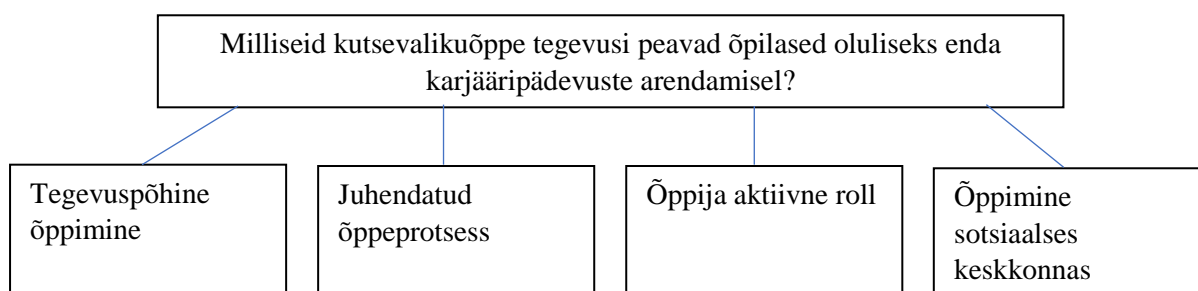 Milliseid kutsevalikuõppe tegevusi peavad õpilased oluliseks enda
karjääripädevuste arendamisel?
Tegevuspõhine
õppimine
Juhendatud
õppeprotsess
Õppija aktiivne roll
Õppimine
sotsiaalses
keskkonnas